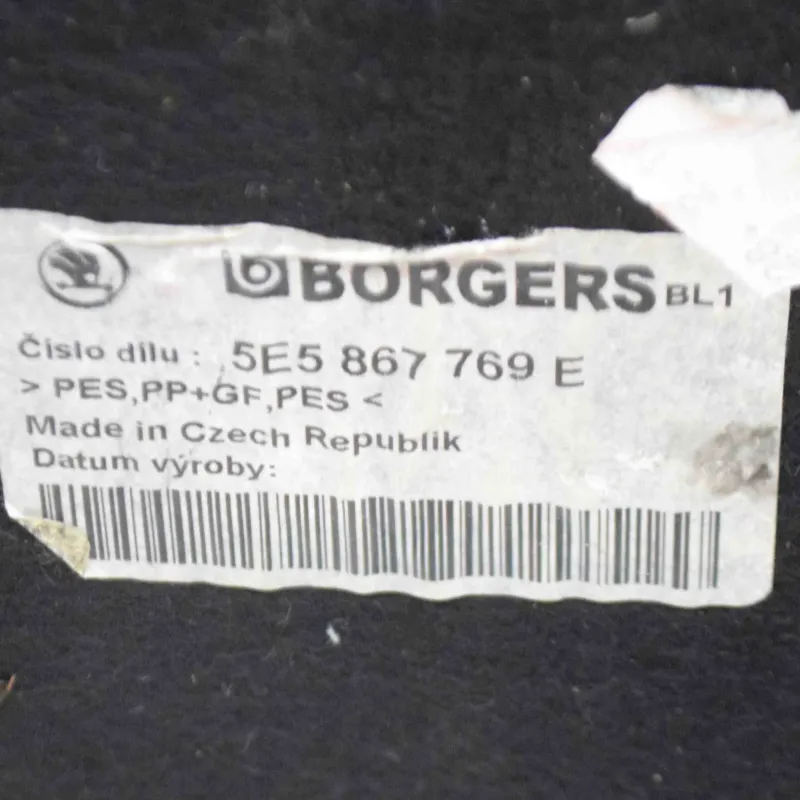 BORGERS BL1
Číslo dílu : 5E5 867 769 E
> PES,PP+GF,PES <
Made in Czech Republik
Datum výroby: